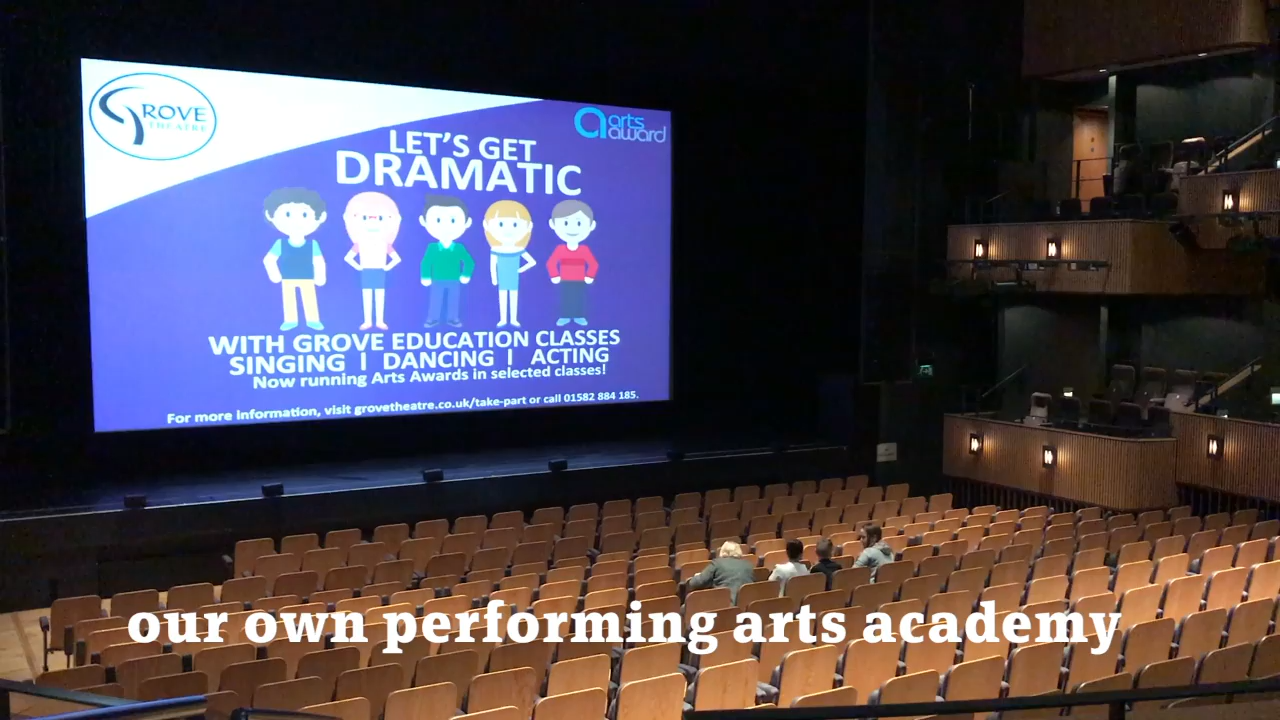 GROVE
THEATRE
arts
award
LET'S GET
DRAMATIC
WITH GROVE EDUCATION CLASSES
SINGING | DANCING | ACTING
Now running Arts Awards in selected classes!
For more information, visit grovetheatre.co.uk/take-part or call 01582 884 185.
our own performing arts academy